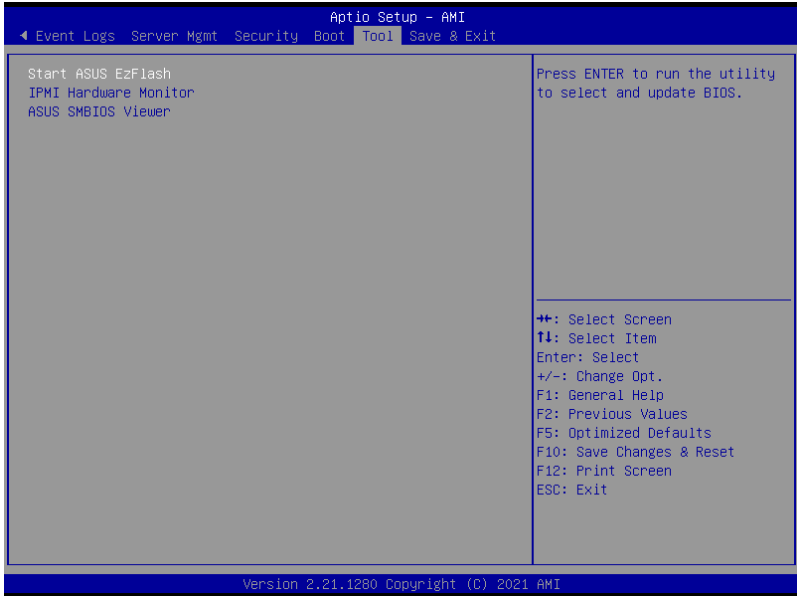 Aptio Setup – AMI
◄ Event Logs Server Mgmt Security Boot Tool Save & Exit
Start ASUS EzFlash
IPMI Hardware Monitor
ASUS SMBIOS Viewer
Press ENTER to run the utility
to select and update BIOS.
→←: Select Screen
↑↓: Select Item
Enter: Select
+/-: Change Opt.
F1: General Help
F2: Previous Values
F5: Optimized Defaults
F10: Save Changes & Reset
F12: Print Screen
ESC: Exit
Version 2.21.1280 Copyright (C) 2021 AMI